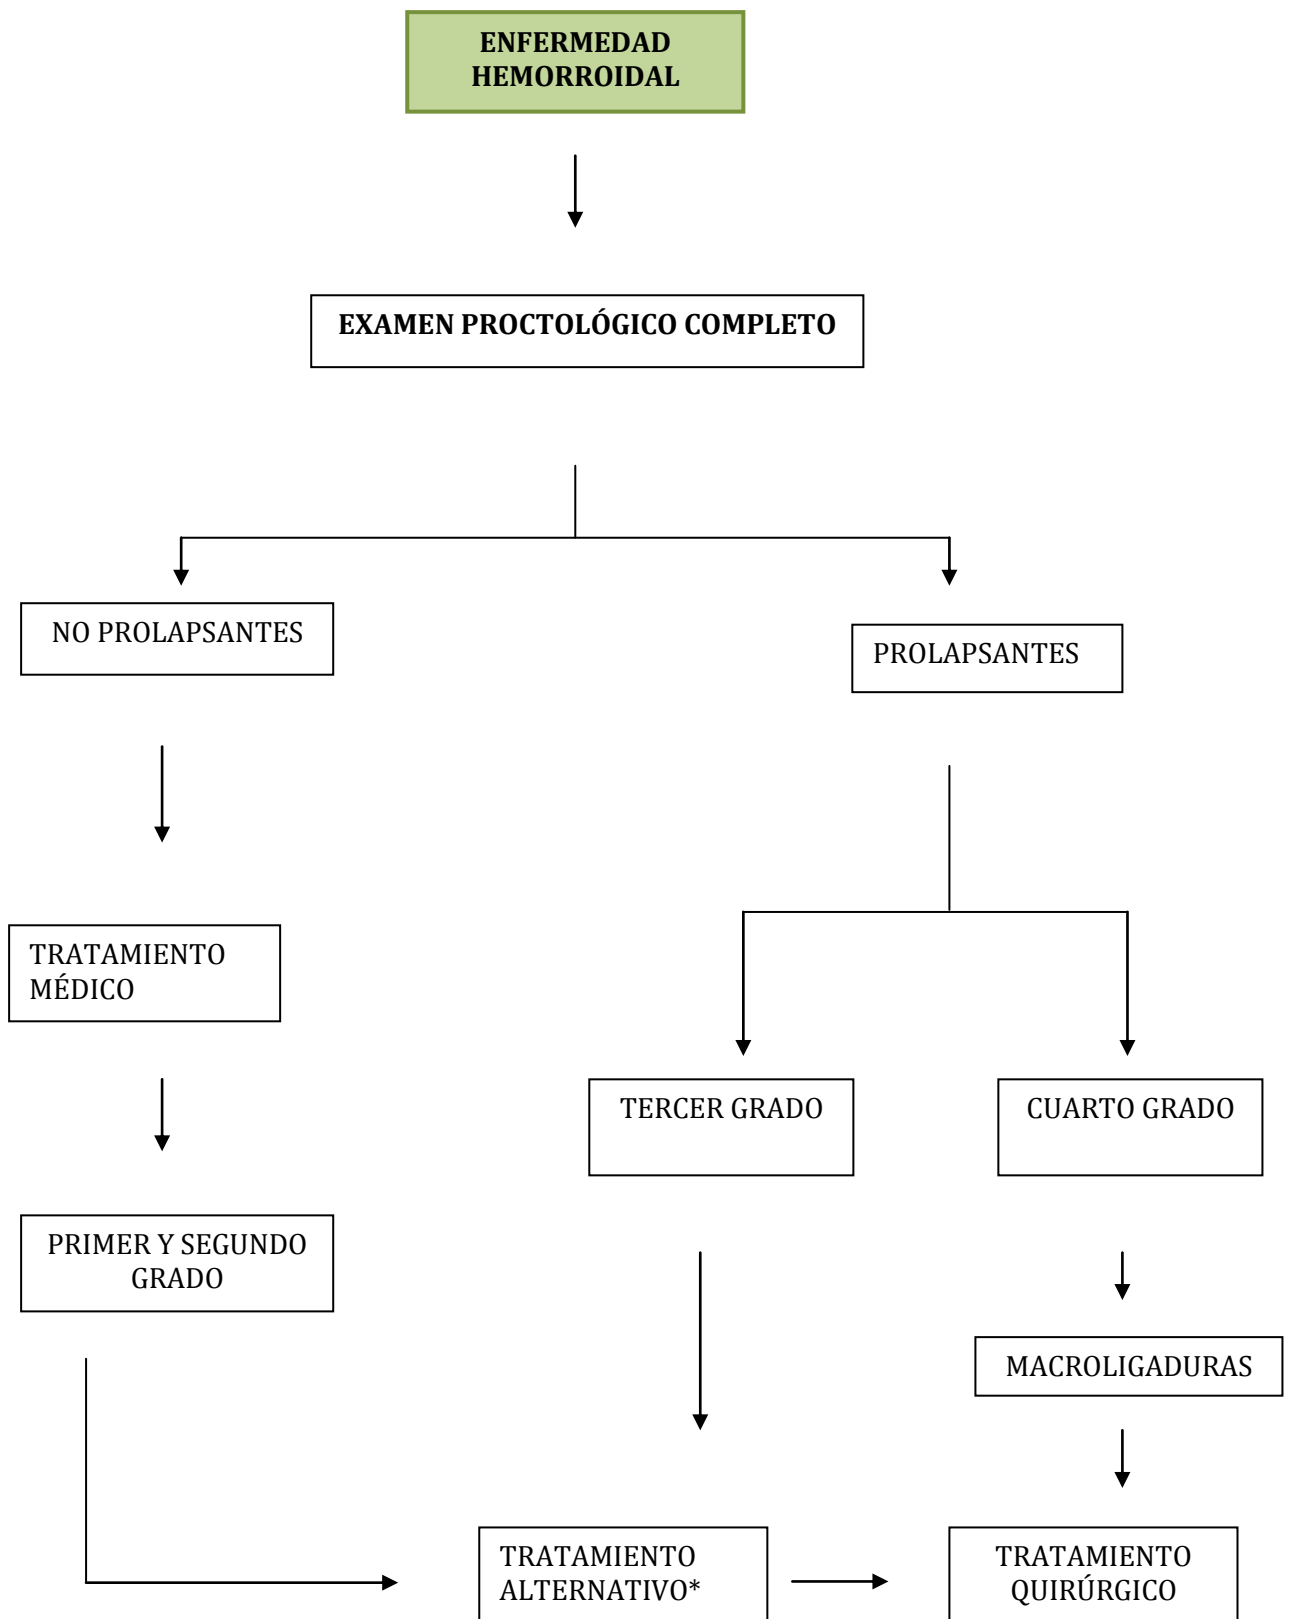 ENFERMEDAD
HEMORROIDAL
EXAMEN PROCTOLÓGICO COMPLETO
NO PROLAPSANTES
PROLAPSANTES
TRATAMIENTO
MÉDICO
TERCER GRADO
CUARTO GRADO
PRIMER Y SEGUNDO
GRADO
MACROLIGADURAS
TRATAMIENTO
ALTERNATIVO*
TRATAMIENTO
QUIRÚRGICO